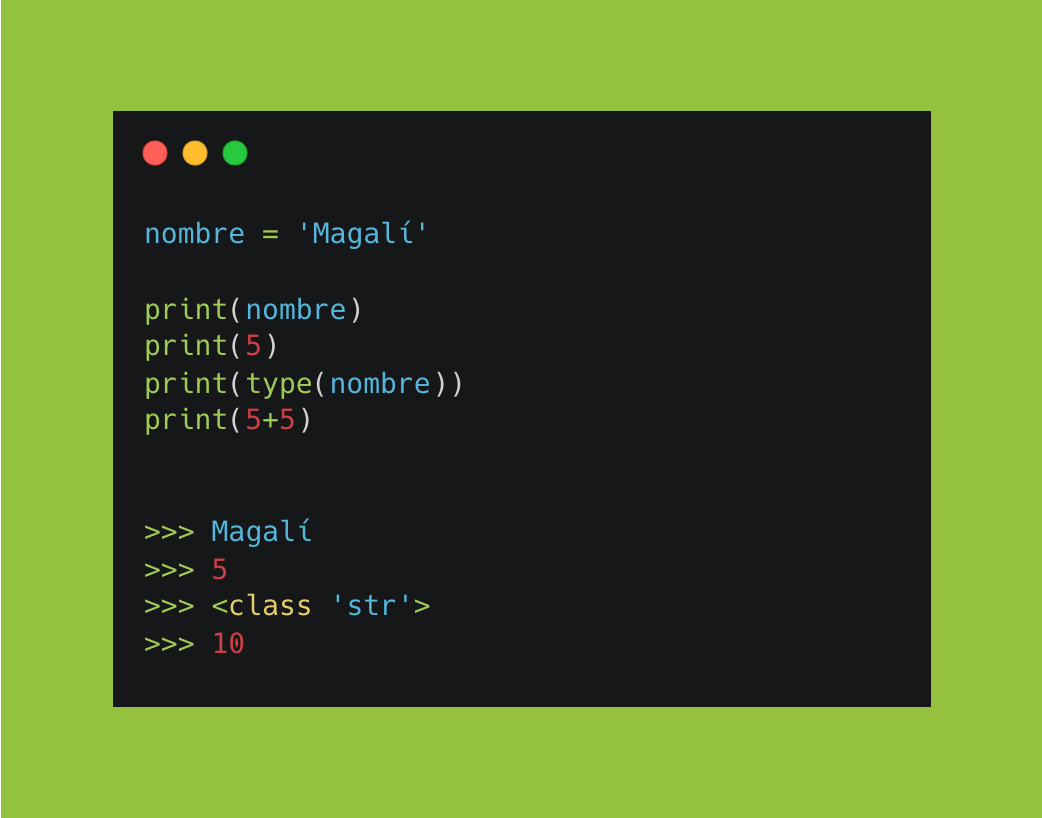 nombre = 'Magalí'
print(nombre)
print(5)
print(type(nombre))
print(5+5)
>>> Magalí
>>> 5
>>> <class 'str'>
>>> 10